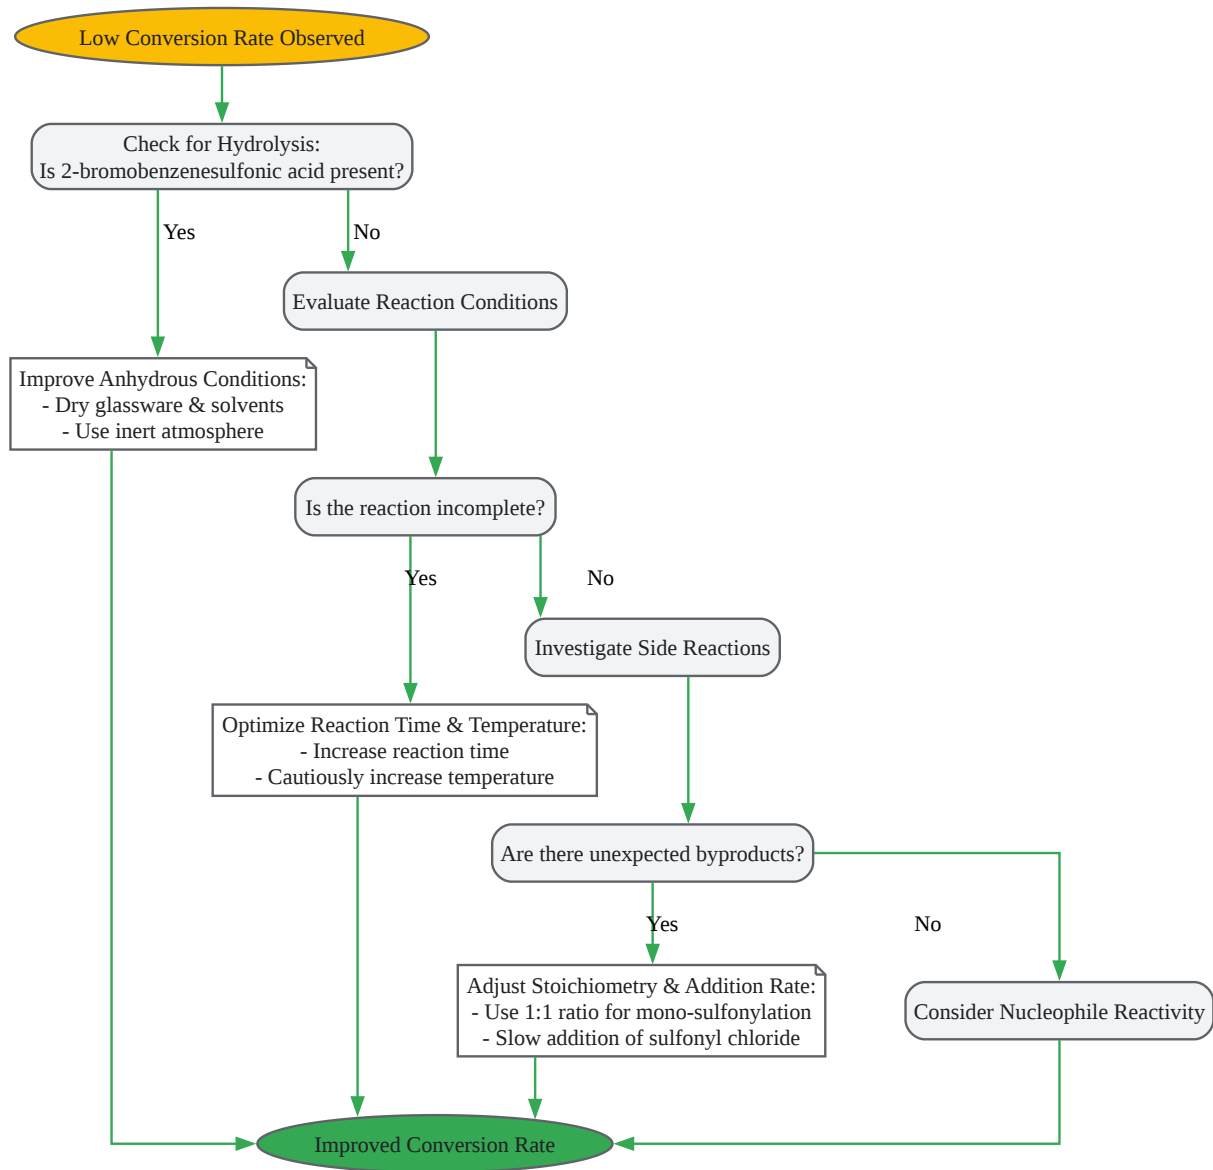 Low Conversion Rate Observed
Check for Hydrolysis:
Is 2-bromobenzenesulfonic acid present?
Yes
No
Evaluate Reaction Conditions
Improve Anhydrous Conditions:
- Dry glassware & solvents
- Use inert atmosphere
Is the reaction incomplete?
Yes
No
Investigate Side Reactions
Optimize Reaction Time & Temperature:
- Increase reaction time
- Cautiously increase temperature
Are there unexpected byproducts?
Yes
No
Adjust Stoichiometry & Addition Rate:
- Use 1:1 ratio for mono-sulfonylation
- Slow addition of sulfonyl chloride
Consider Nucleophile Reactivity
Improved Conversion Rate